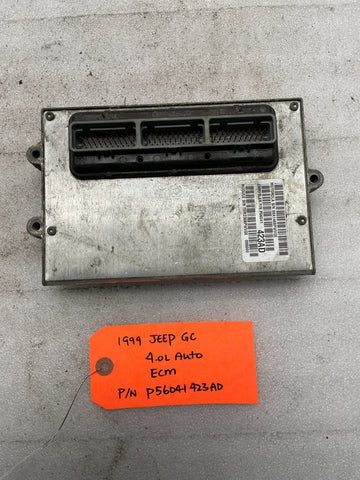 423AD
1999 JEEP GC
4.0L Auto
ECM
P/N P56041423AD